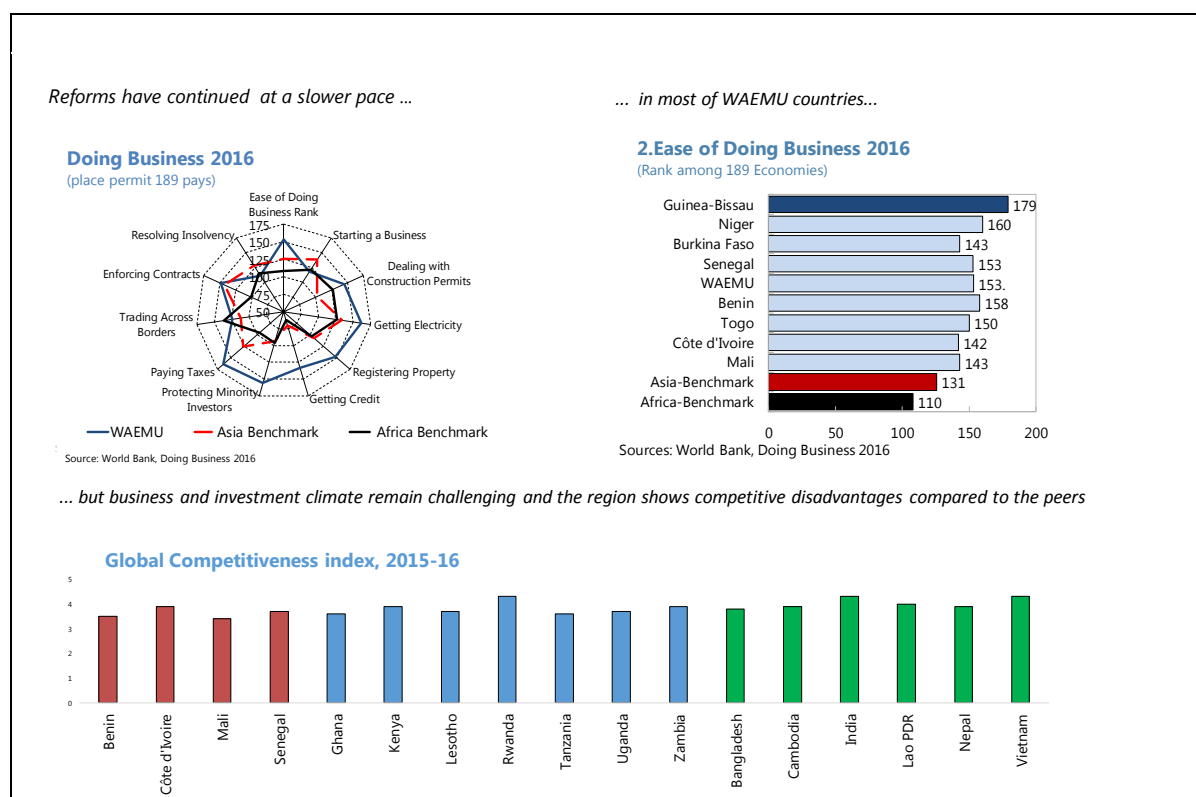 Reforms have continued at a slower pace ...
... in most of WAEMU countries...
Doing Business 2016
(place permit 189 pays)
Ease of Doing
Business Rank
Starting a Business
Dealing with
Construction Permits
Getting Electricity
Registering Property
Getting Credit
Protecting Minority
Investors
Paying Taxes
Trading Across
Borders
Enforcing Contracts
Resolving Insolvency
175
150
125
100
75
50
WAEMU Asia Benchmark Africa Benchmark
Source: World Bank, Doing Business 2016
2.Ease of Doing Business 2016
(Rank among 189 Economies)
Guinea-Bissau 179
Niger 160
Burkina Faso 143
Senegal 153
WAEMU 153.
Benin 158
Togo 150
Côte d'Ivoire 142
Mali 143
Asia-Benchmark 131
Africa-Benchmark 110
0 50 100 150 200
Sources: World Bank, Doing Business 2016
... but business and investment climate remain challenging and the region shows competitive disadvantages compared to the peers
Global Competitiveness index, 2015-16
5
4
3
2
1
0
Benin
Côte d'Ivoire
Mali
Senegal
Ghana
Kenya
Lesotho
Rwanda
Tanzania
Uganda
Zambia
Bangladesh
Cambodia
India
Lao PDR
Nepal
Vietnam